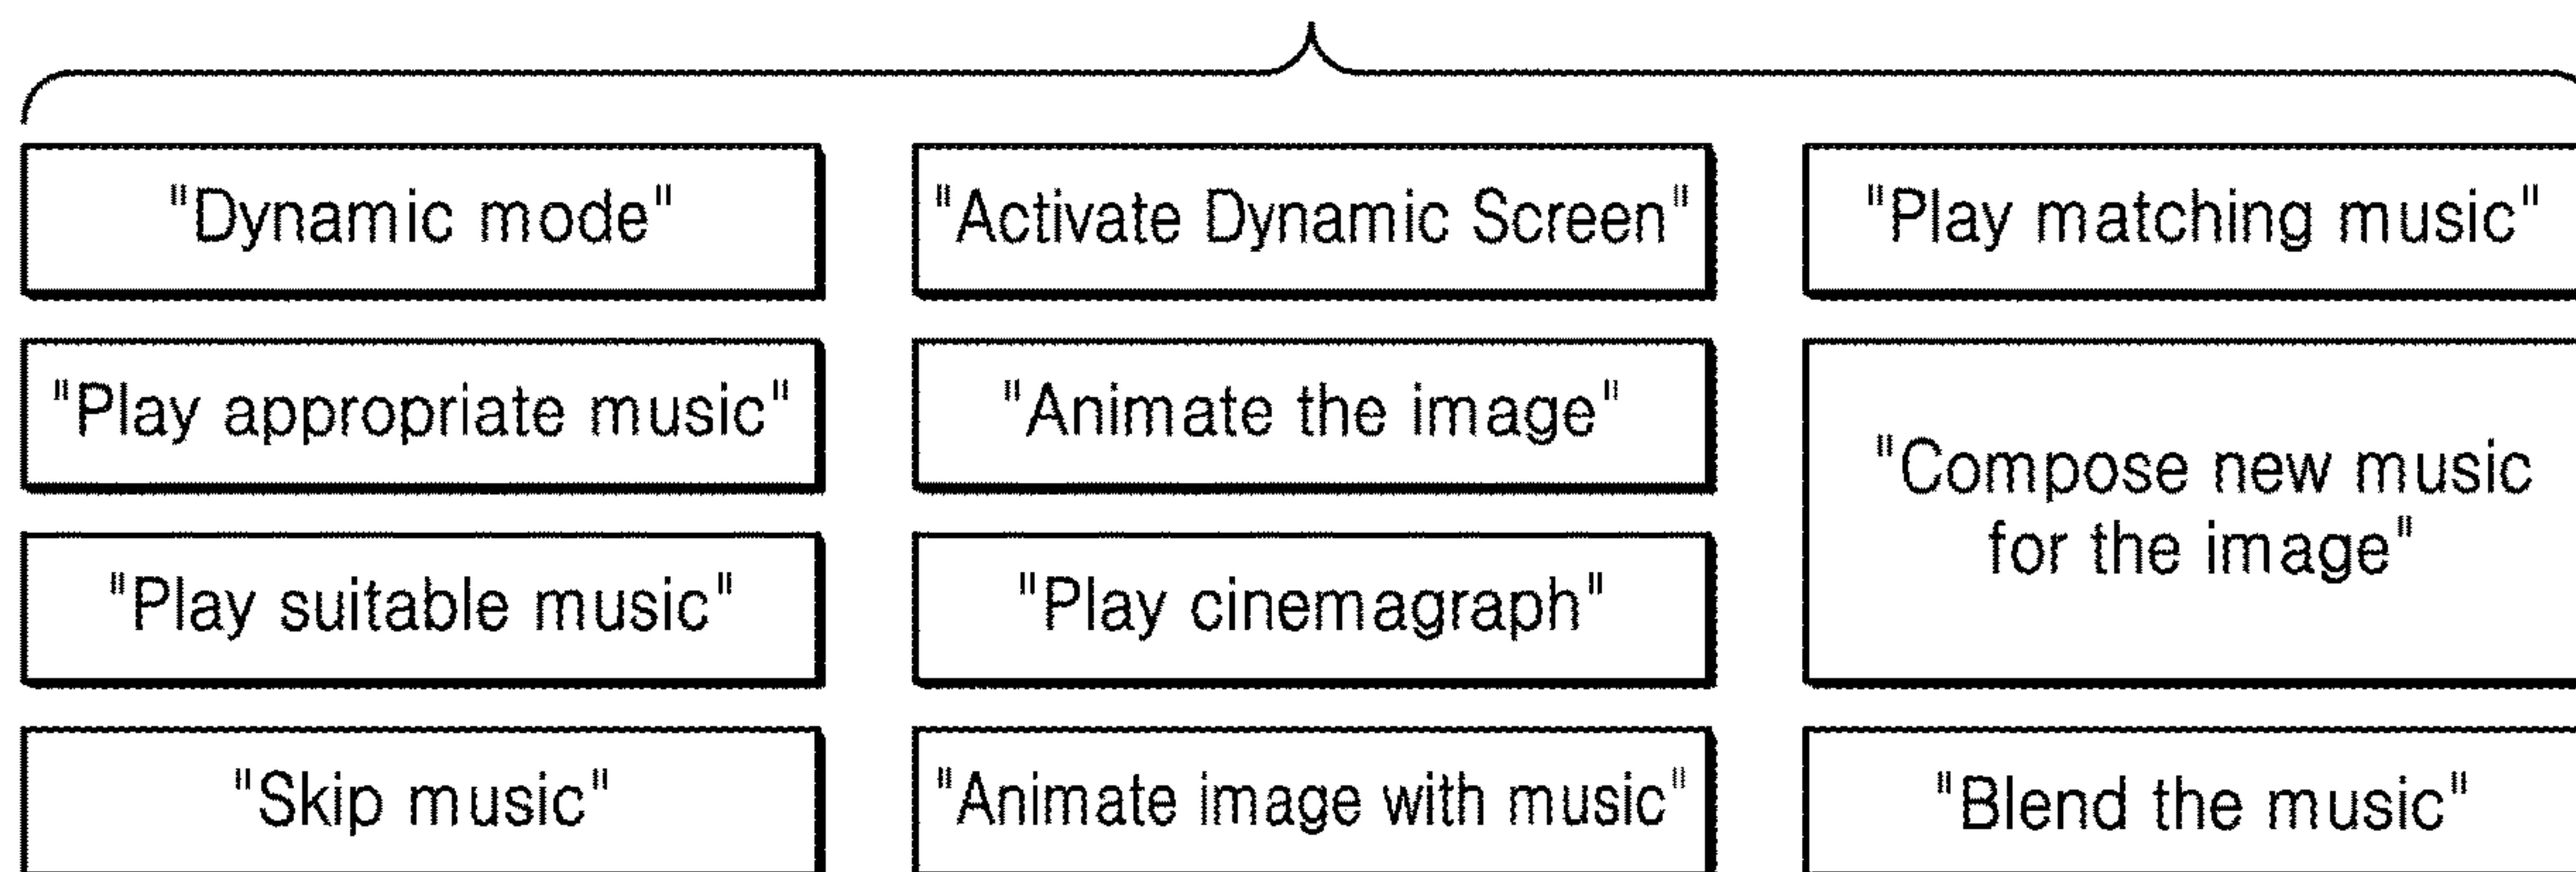 "Dynamic mode"
"Activate Dynamic Screen"
"Play matching music"
"Play appropriate music"
"Animate the image"
"Compose new music
for the image"
"Play suitable music"
"Play cinemagraph"
"Skip music"
"Animate image with music"
"Blend the music"